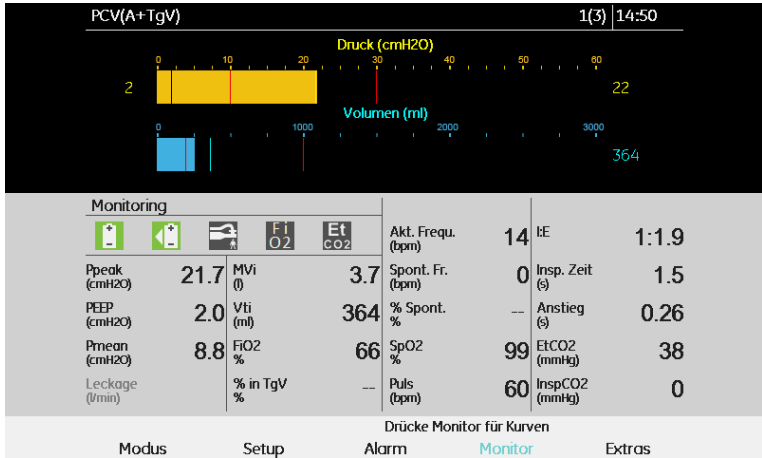 PCV(A+TgV) 1(3) 14:50
Druck (cmH2O)
0 10 20 30 40 50 60
2 22
Volumen (ml)
0 1000 2000 3000
364
Monitoring
Fi O2 Et CO2
Akt. Frequ. (bpm) 14 I:E 1:1.9
Ppeak (cmH2O) 21.7 MVi (l) 3.7 Spont. Fr. (bpm) 0 Insp. Zeit (s) 1.5
PEEP (cmH2O) 2.0 Vti (ml) 364 % Spont. % -- Anstieg (s) 0.26
Pmean (cmH2O) 8.8 FiO2 % 66 SpO2 % 99 EtCO2 (mmHg) 38
Leckage (l/min) % in TgV % -- Puls (bpm) 60 InspCO2 (mmHg) 0
Drücke Monitor für Kurven
Modus Setup Alarm Monitor Extras